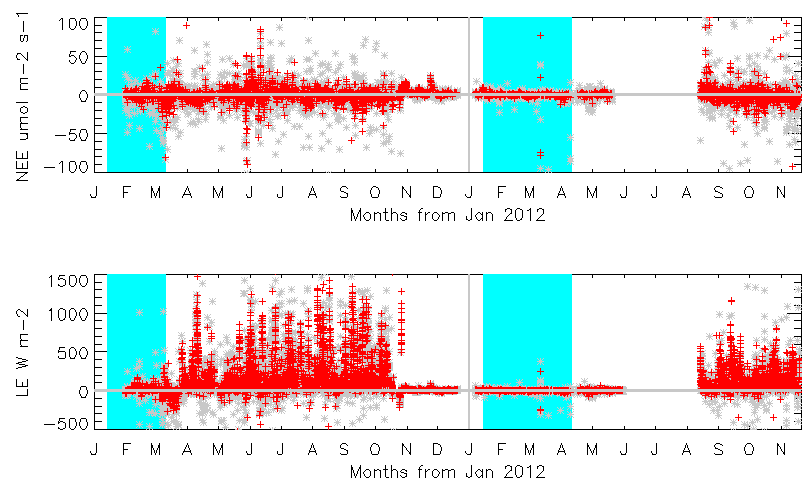 100
50
0
−50
−100
NEE umol m−2 s−1
J F M A M J J A S O N D J F M A M J J A S O N
Months from Jan 2012
1500
1000
500
0
−500
LE W m−2
J F M A M J J A S O N D J F M A M J J A S O N
Months from Jan 2012